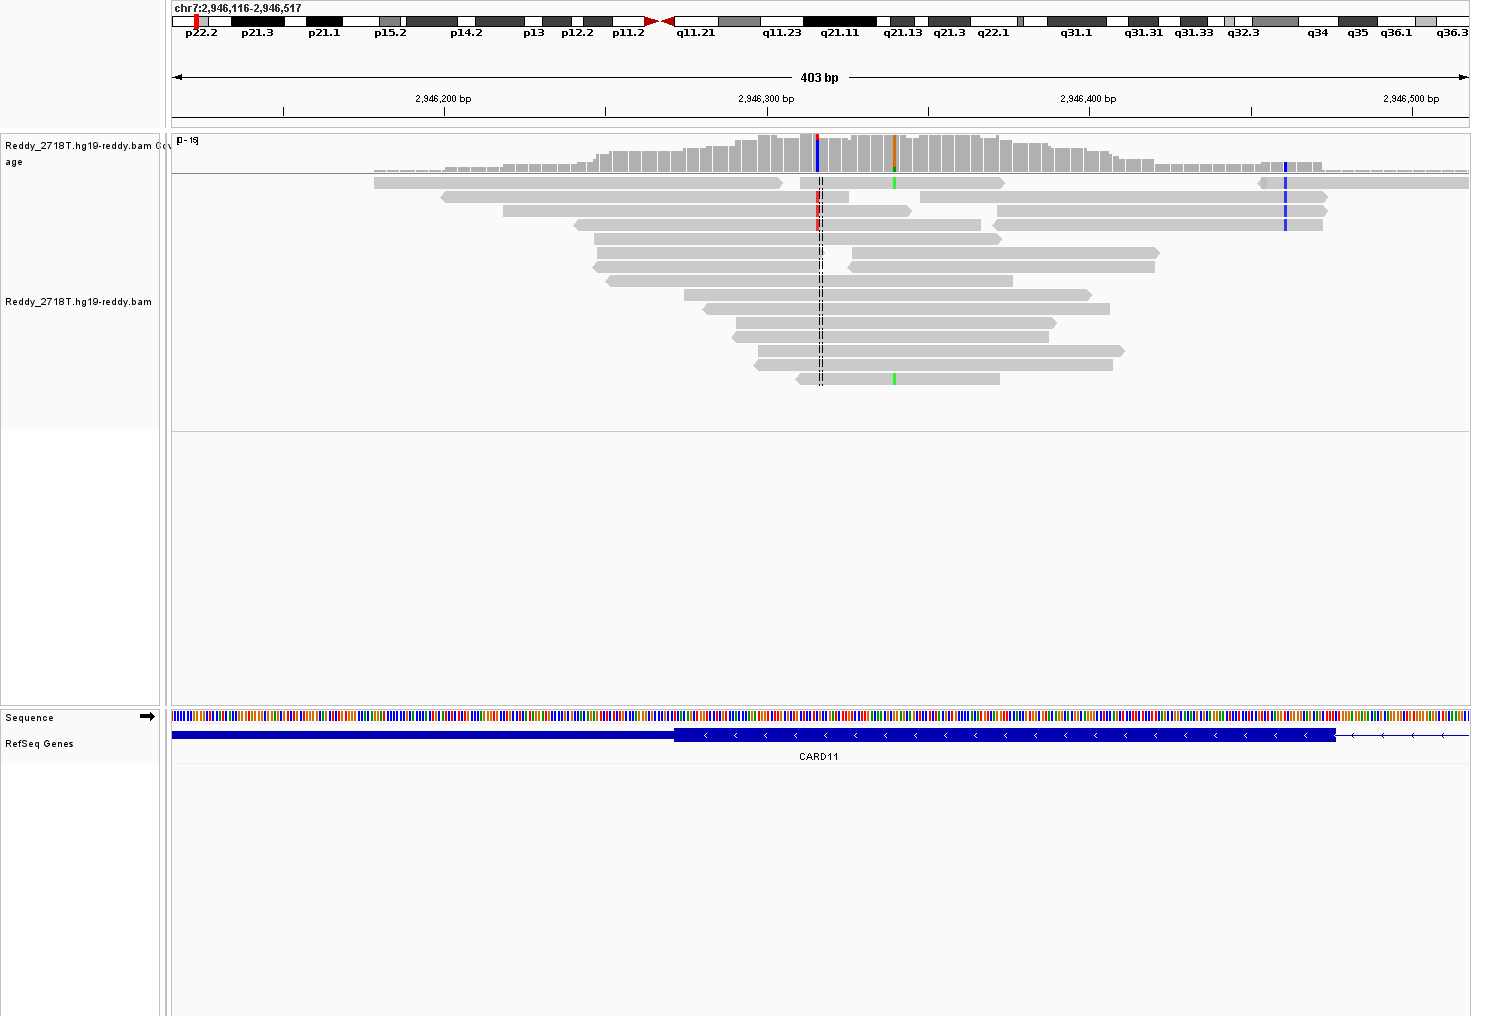 chr7:2,946,116-2,946,517
p22.2 p21.3 p21.1 p15.2 p14.2 p13 p12.2 p11.2 q11.21 q11.23 q21.11 q21.13 q21.3 q22.1 q31.1 q31.31 q31.33 q32.3 q34 q35 q36.1 q36.3
403 bp
2,946,200 bp 2,946,300 bp 2,946,400 bp 2,946,500 bp
Reddy_2718T.hg19-reddy.bam Cov
age
[0 - 15]
Reddy_2718T.hg19-reddy.bam
Sequence
RefSeq Genes
CARD11